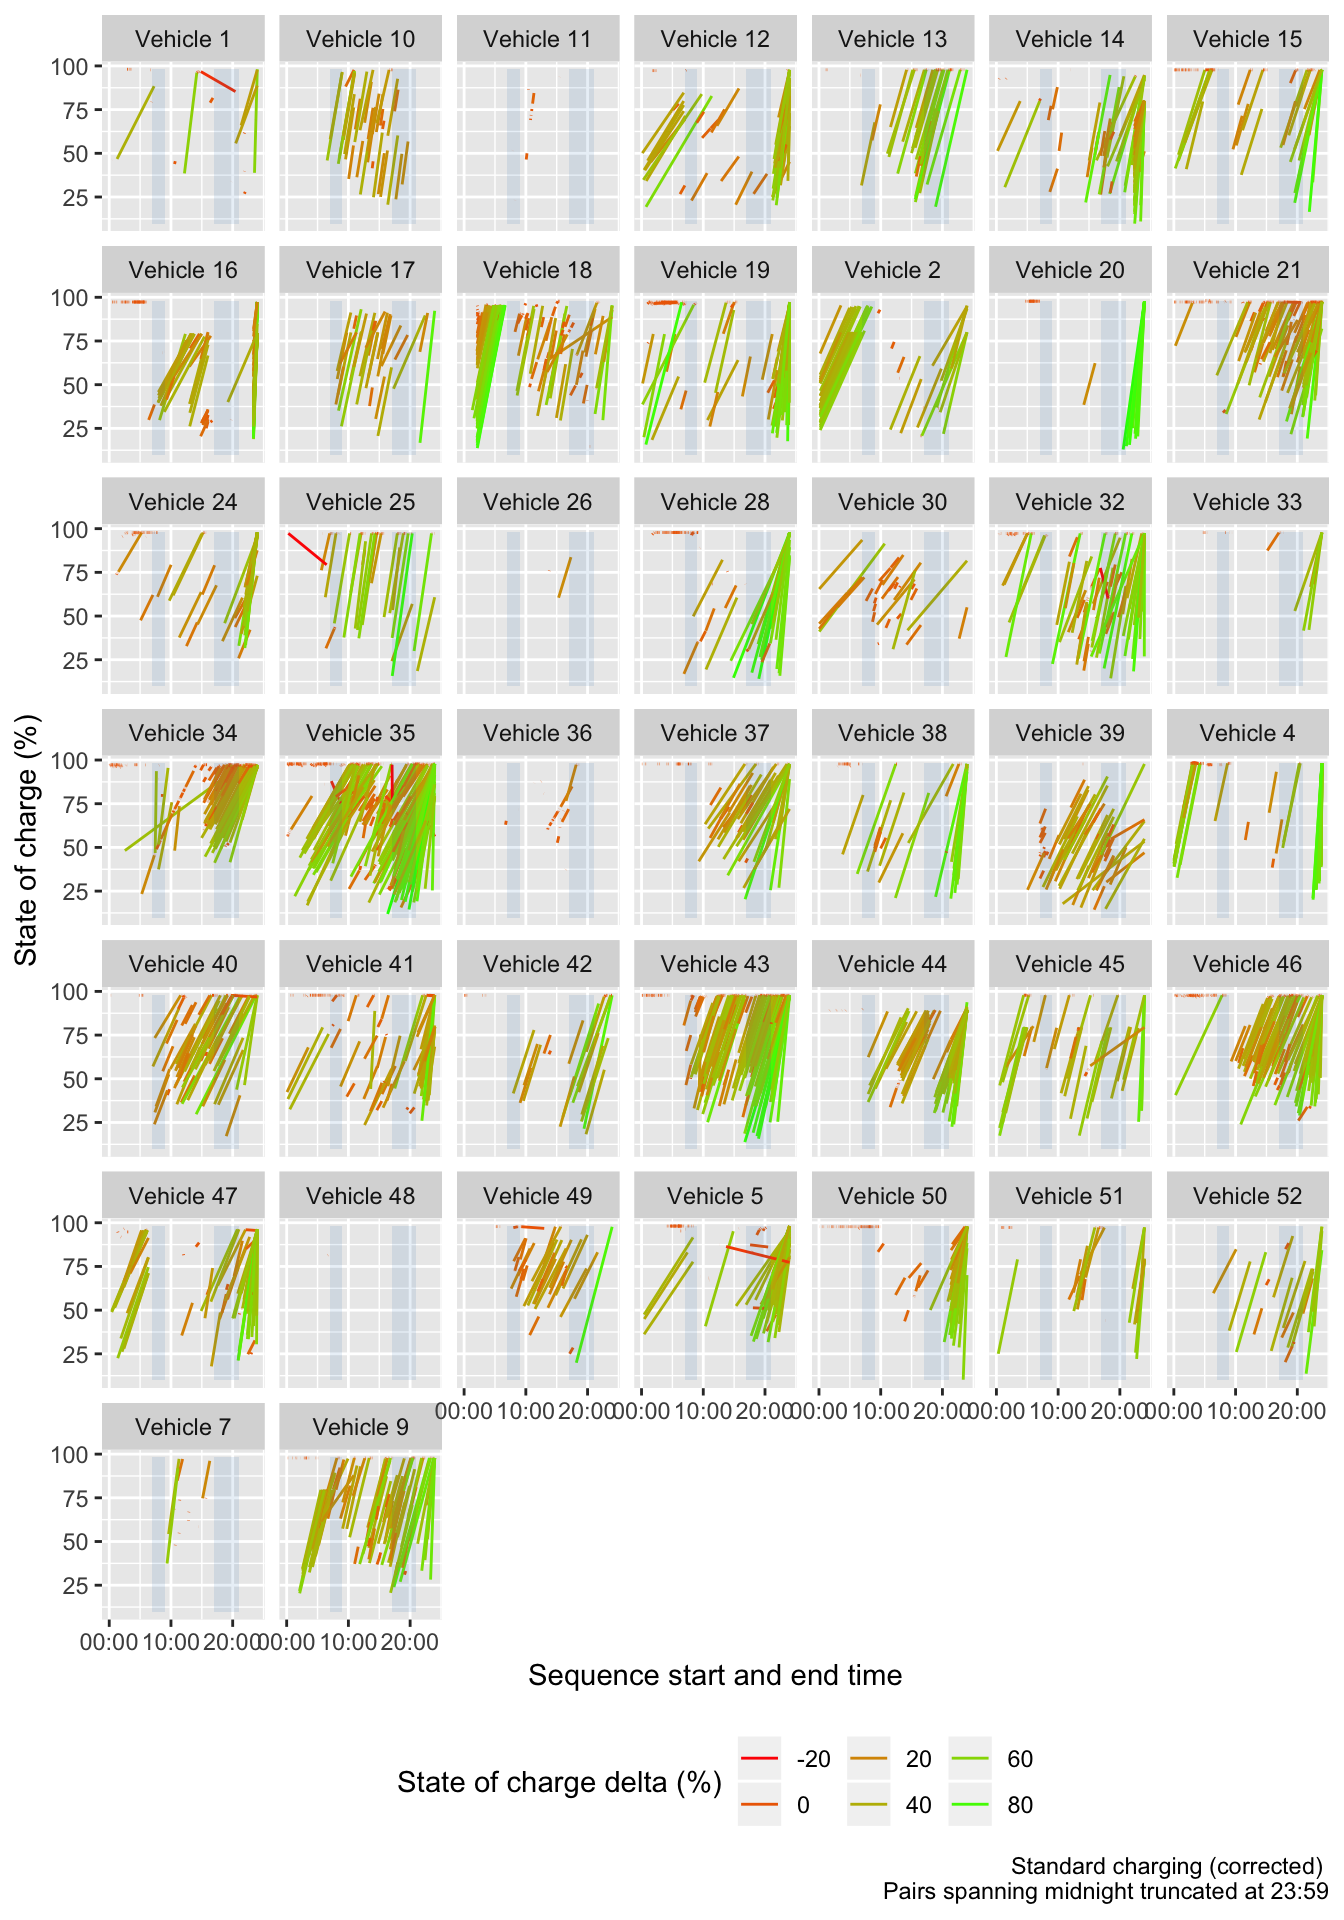 Vehicle 1 Vehicle 10 Vehicle 11 Vehicle 12 Vehicle 13 Vehicle 14 Vehicle 15
100
75
50
25
Vehicle 16 Vehicle 17 Vehicle 18 Vehicle 19 Vehicle 2 Vehicle 20 Vehicle 21
100
75
50
25
Vehicle 24 Vehicle 25 Vehicle 26 Vehicle 28 Vehicle 30 Vehicle 32 Vehicle 33
100
75
50
25
Vehicle 34 Vehicle 35 Vehicle 36 Vehicle 37 Vehicle 38 Vehicle 39 Vehicle 4
100
75
50
25
State of charge (%)
Vehicle 40 Vehicle 41 Vehicle 42 Vehicle 43 Vehicle 44 Vehicle 45 Vehicle 46
100
75
50
25
Vehicle 47 Vehicle 48 Vehicle 49 Vehicle 5 Vehicle 50 Vehicle 51 Vehicle 52
100
75
50
25
00:00 10:00 20:00 00:00 10:00 20:00 00:00 10:00 20:00 00:00 10:00 20:00 00:00 10:00 20:00
Vehicle 7 Vehicle 9
100
75
50
25
00:00 10:00 20:00 00:00 10:00 20:00
Sequence start and end time
State of charge delta (%)
-20 20 60
0 40 80
Standard charging (corrected)
Pairs spanning midnight truncated at 23:59